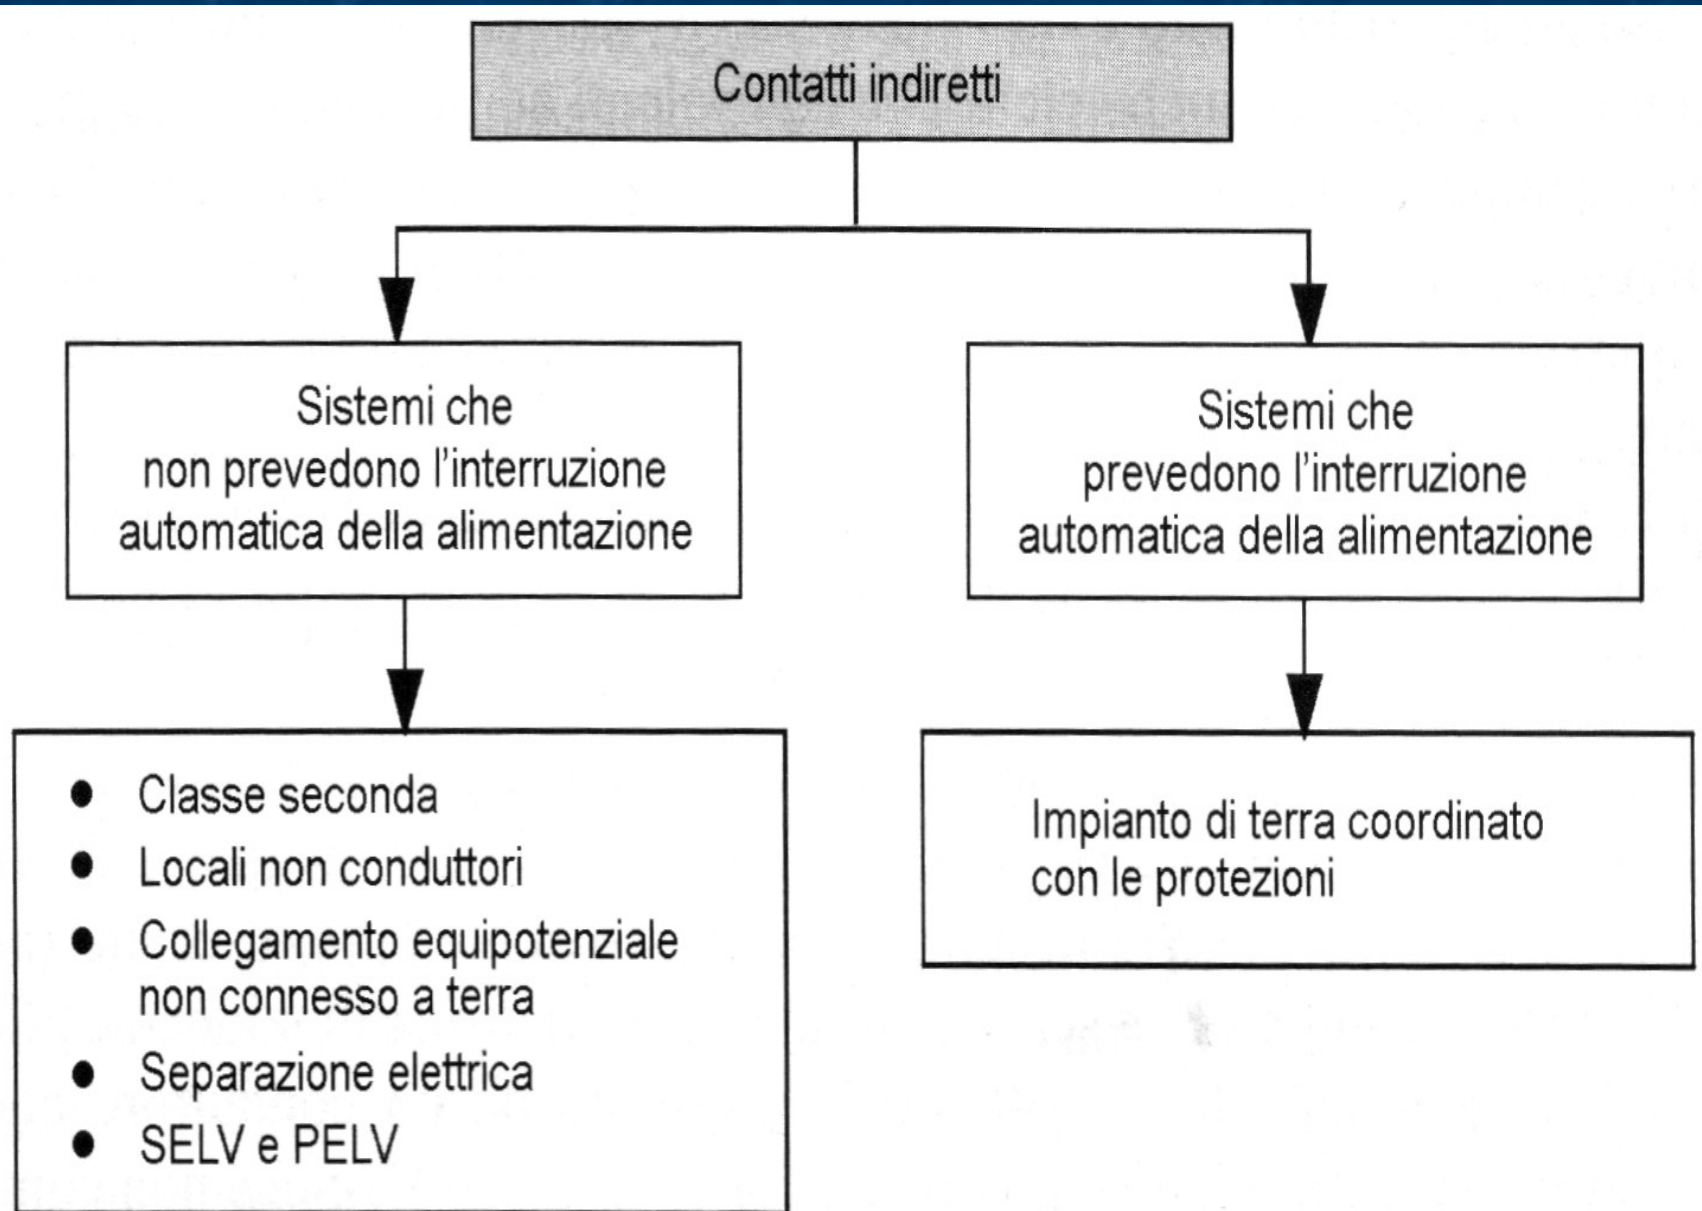 Contatti indiretti
Sistemi che
non prevedono l'interruzione
automatica della alimentazione
Sistemi che
prevedono l'interruzione
automatica della alimentazione
● Classe seconda
● Locali non conduttori
● Collegamento equipotenziale
non connesso a terra
● Separazione elettrica
● SELV e PELV
Impianto di terra coordinato
con le protezioni